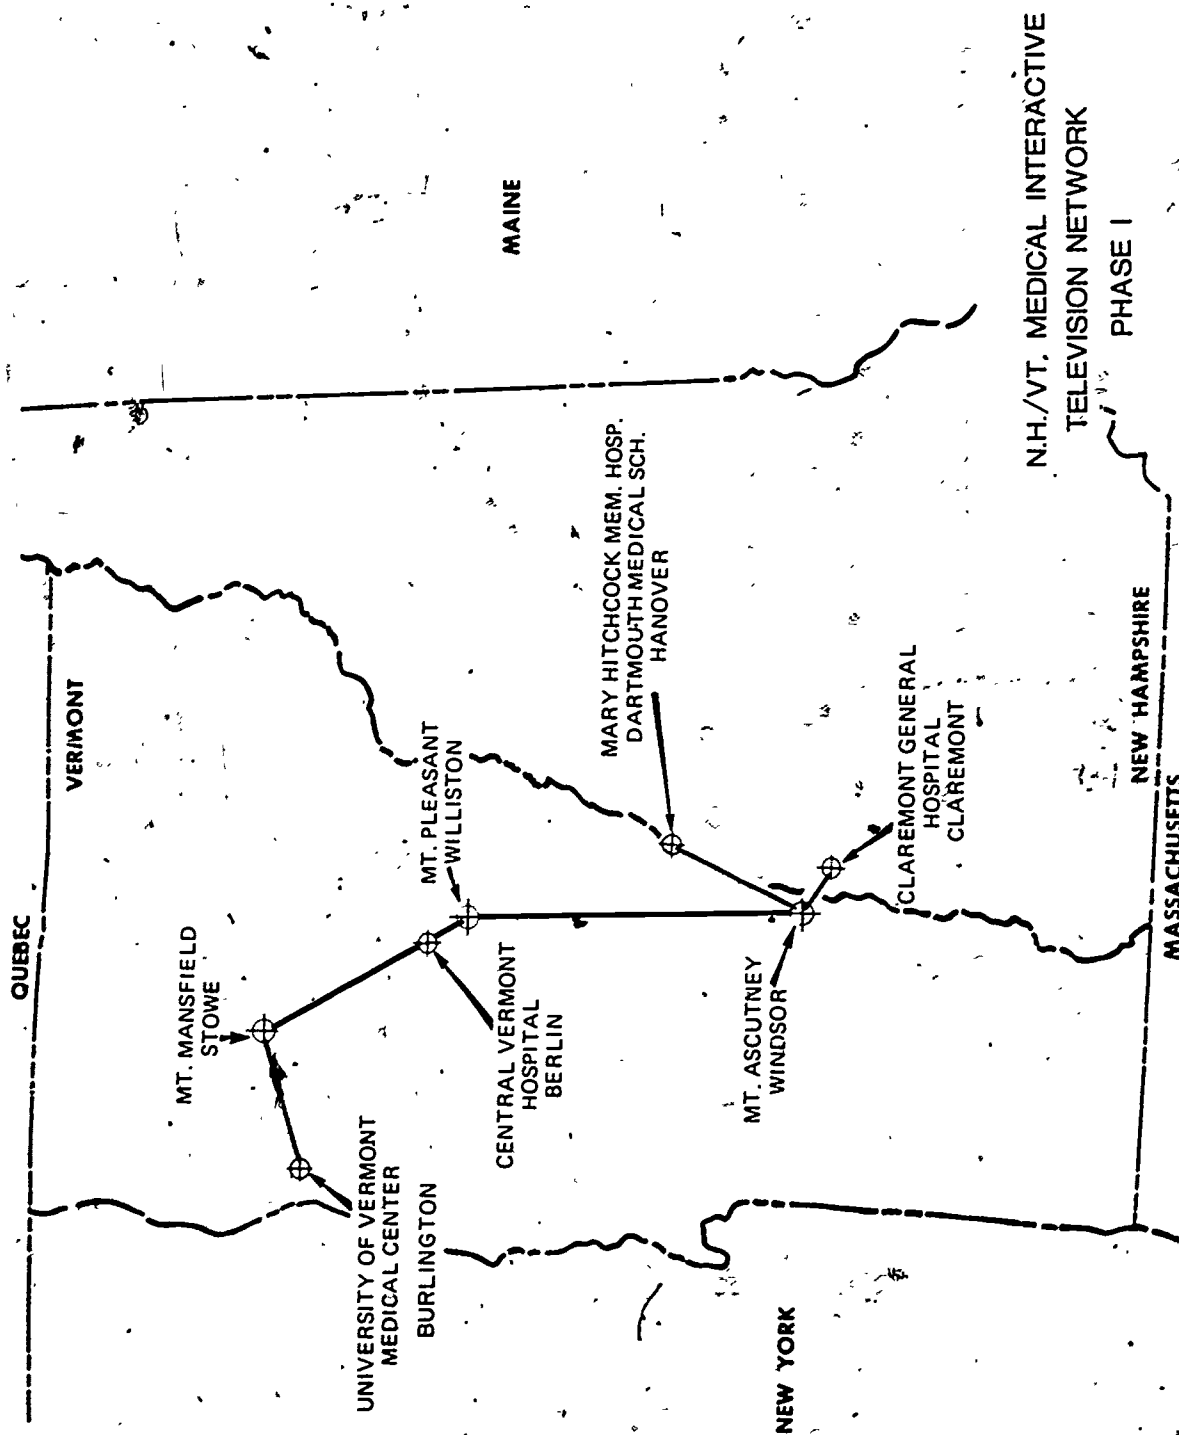 QUEBEC
VERMONT
MAINE
MT. MANSFIELD
STOWE
MT. PLEASANT
WILLISTON
UNIVERSITY OF VERMONT
MEDICAL CENTER
BURLINGTON
CENTRAL VERMONT
HOSPITAL
BERLIN
MARY HITCHCOCK MEM. HOSP.
DARTMOUTH MEDICAL SCH.
HANOVER
MT. ASCUTNEY
WINDSOR
CLAREMONT GENERAL
HOSPITAL
CLAREMONT
NEW YORK
NEW HAMPSHIRE
MASSACHUSETTS
N.H./VT. MEDICAL INTERACTIVE
TELEVISION NETWORK
PHASE I